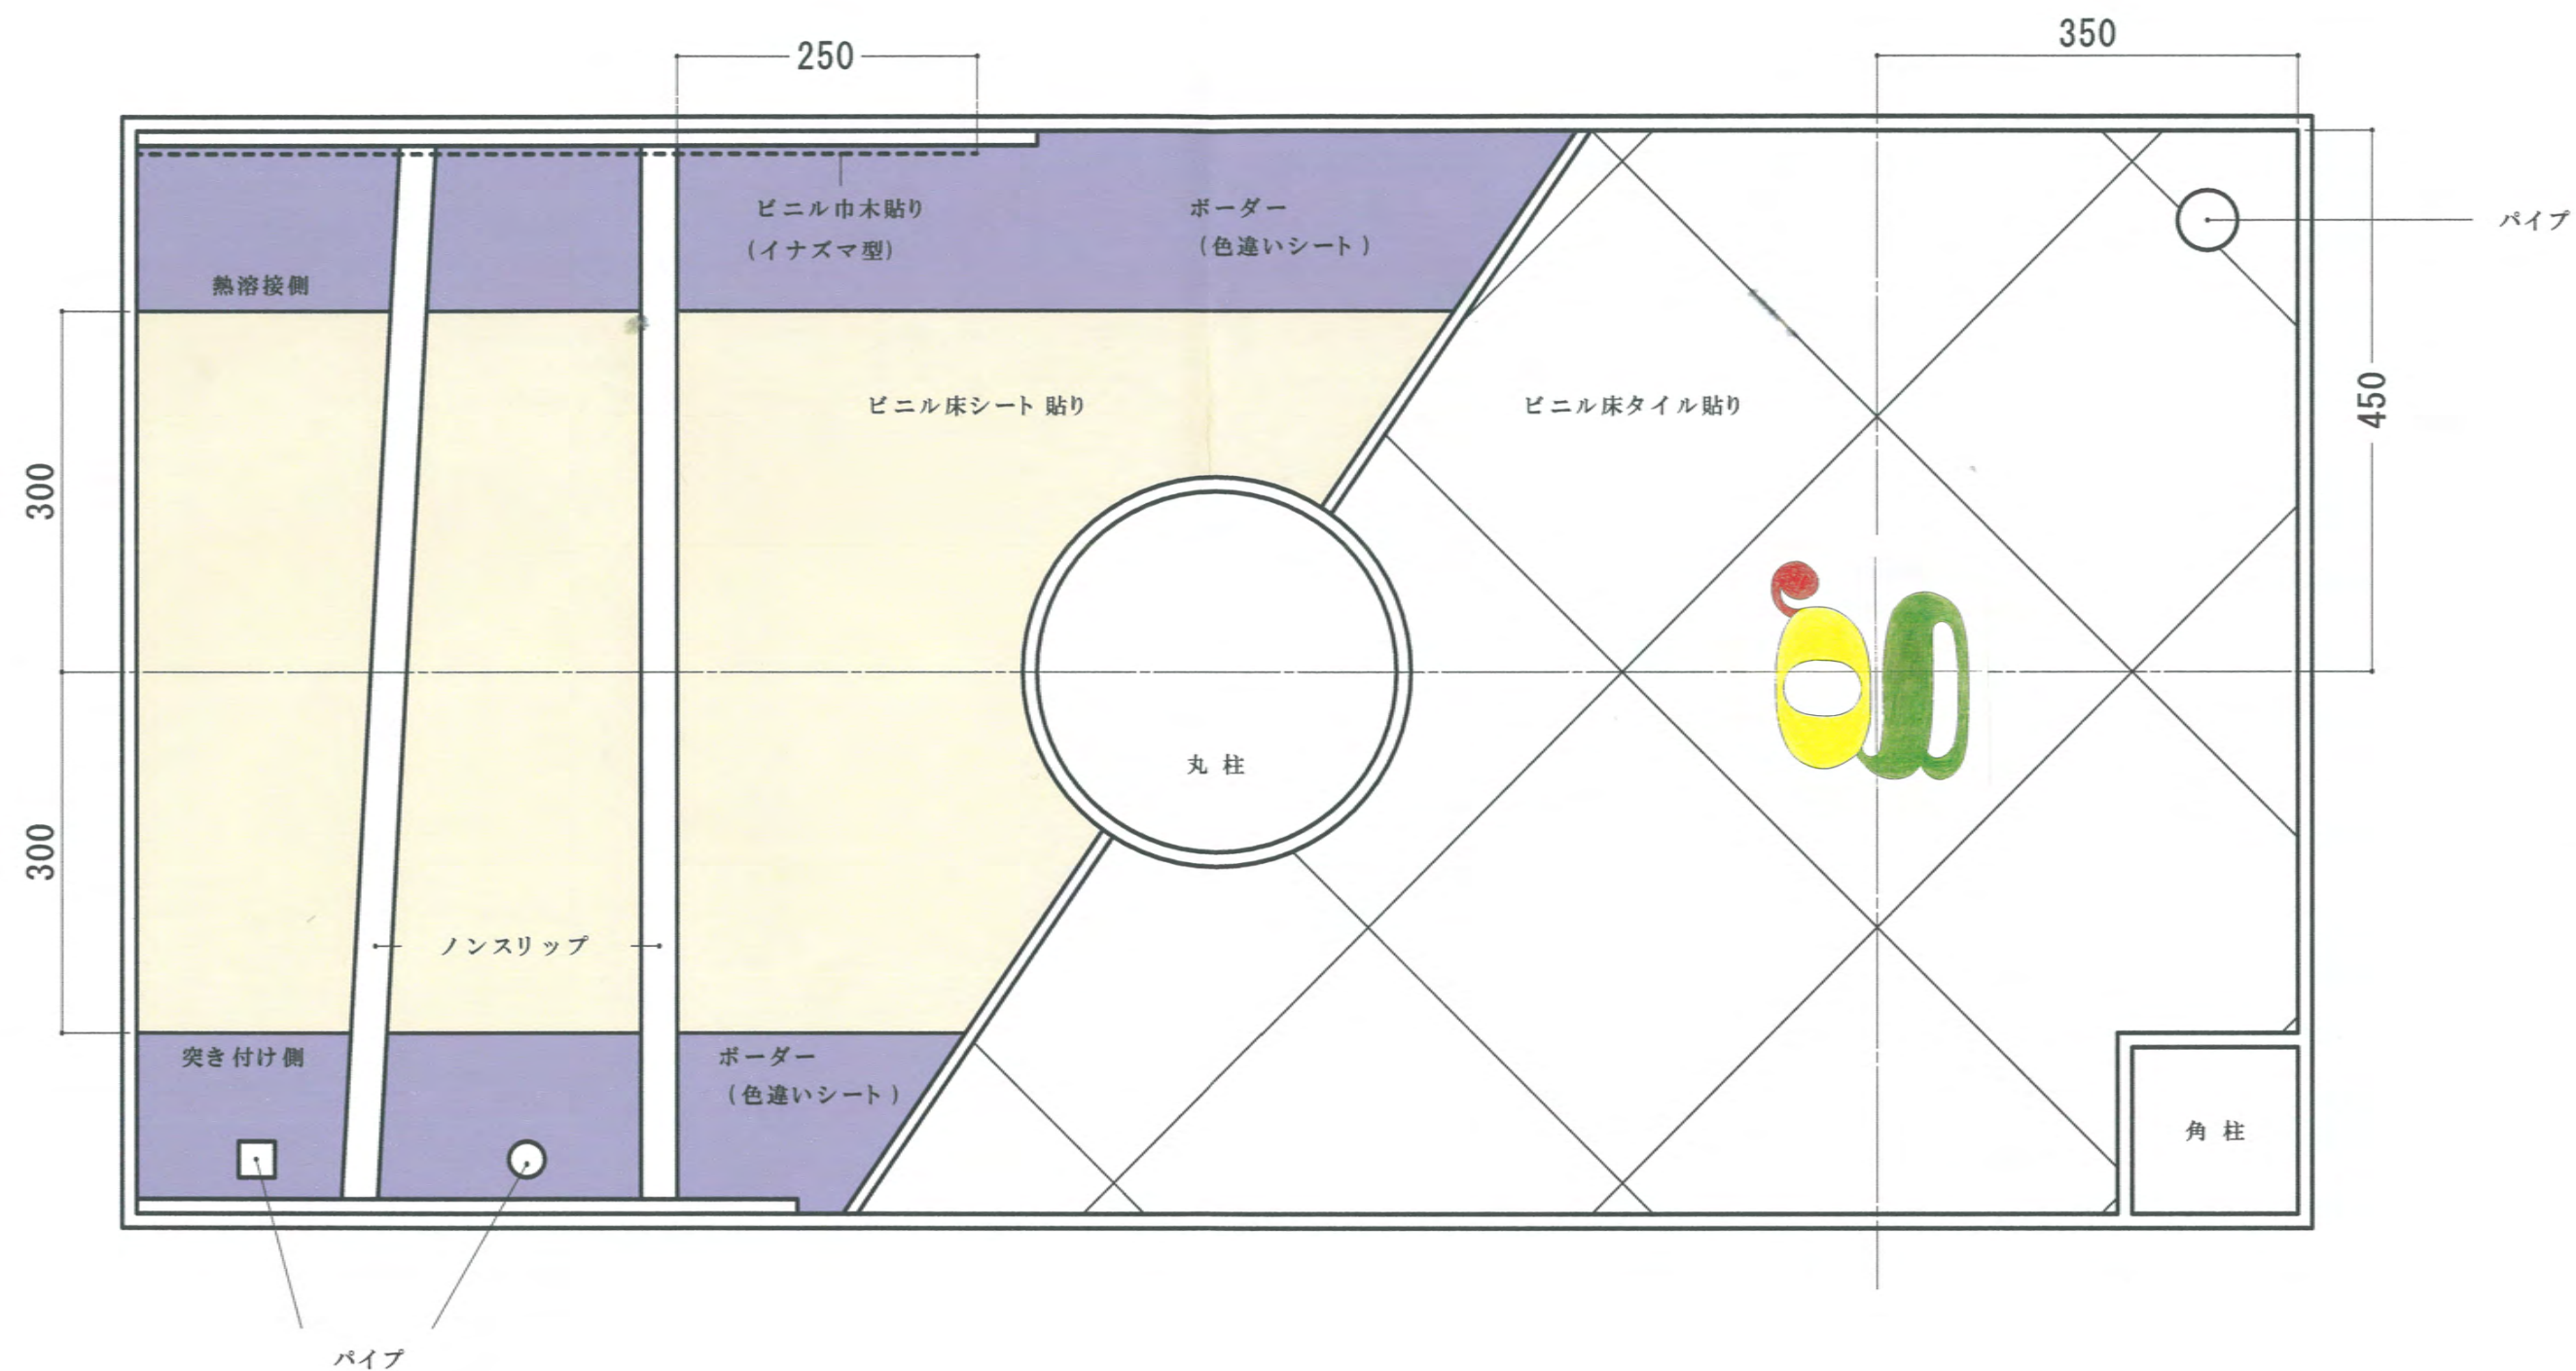 250
350
ビニル巾木貼り
(イナズマ型)
ボーダー
(色違いシート)
パイプ
熱溶接側
ビニル床シート 貼り
ビニル床タイル貼り
450
300
丸 柱
300
ノンスリップ
突き付け側
ボーダー
(色違いシート)
角 柱
パイプ